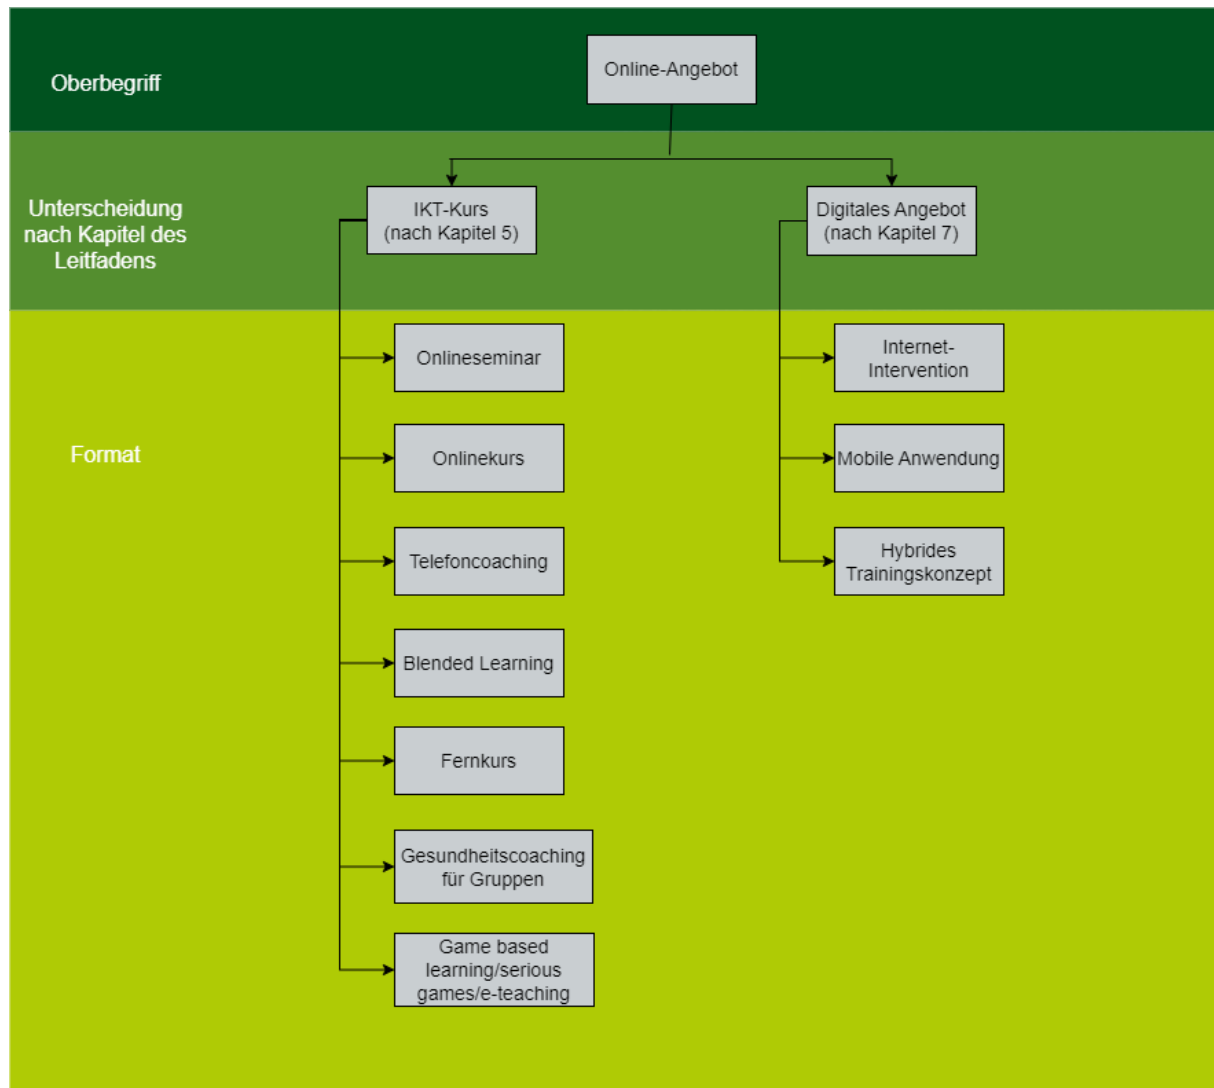 Oberbegriff
Online-Angebot
Unterscheidung
nach Kapitel des
Leitfadens
IKT-Kurs
(nach Kapitel 5)
Digitales Angebot
(nach Kapitel 7)
Format
Onlineseminar
Onlinekurs
Telefoncoaching
Blended Learning
Fernkurs
Gesundheitscoaching
für Gruppen
Game based
learning/serious
games/e-teaching
Internet-
Intervention
Mobile Anwendung
Hybrides
Trainingskonzept